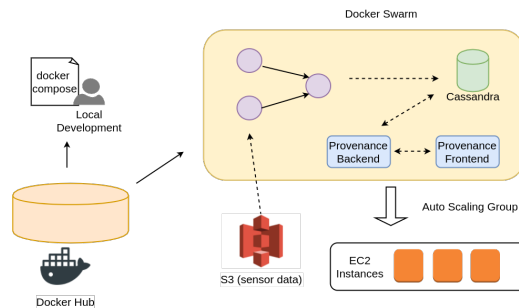 Docker Swarm
docker
compose
Local
Development
Cassandra
Provenance
Backend
Provenance
Frontend
Auto Scaling Group
S3 (sensor data)
EC2
Instances
Docker Hub